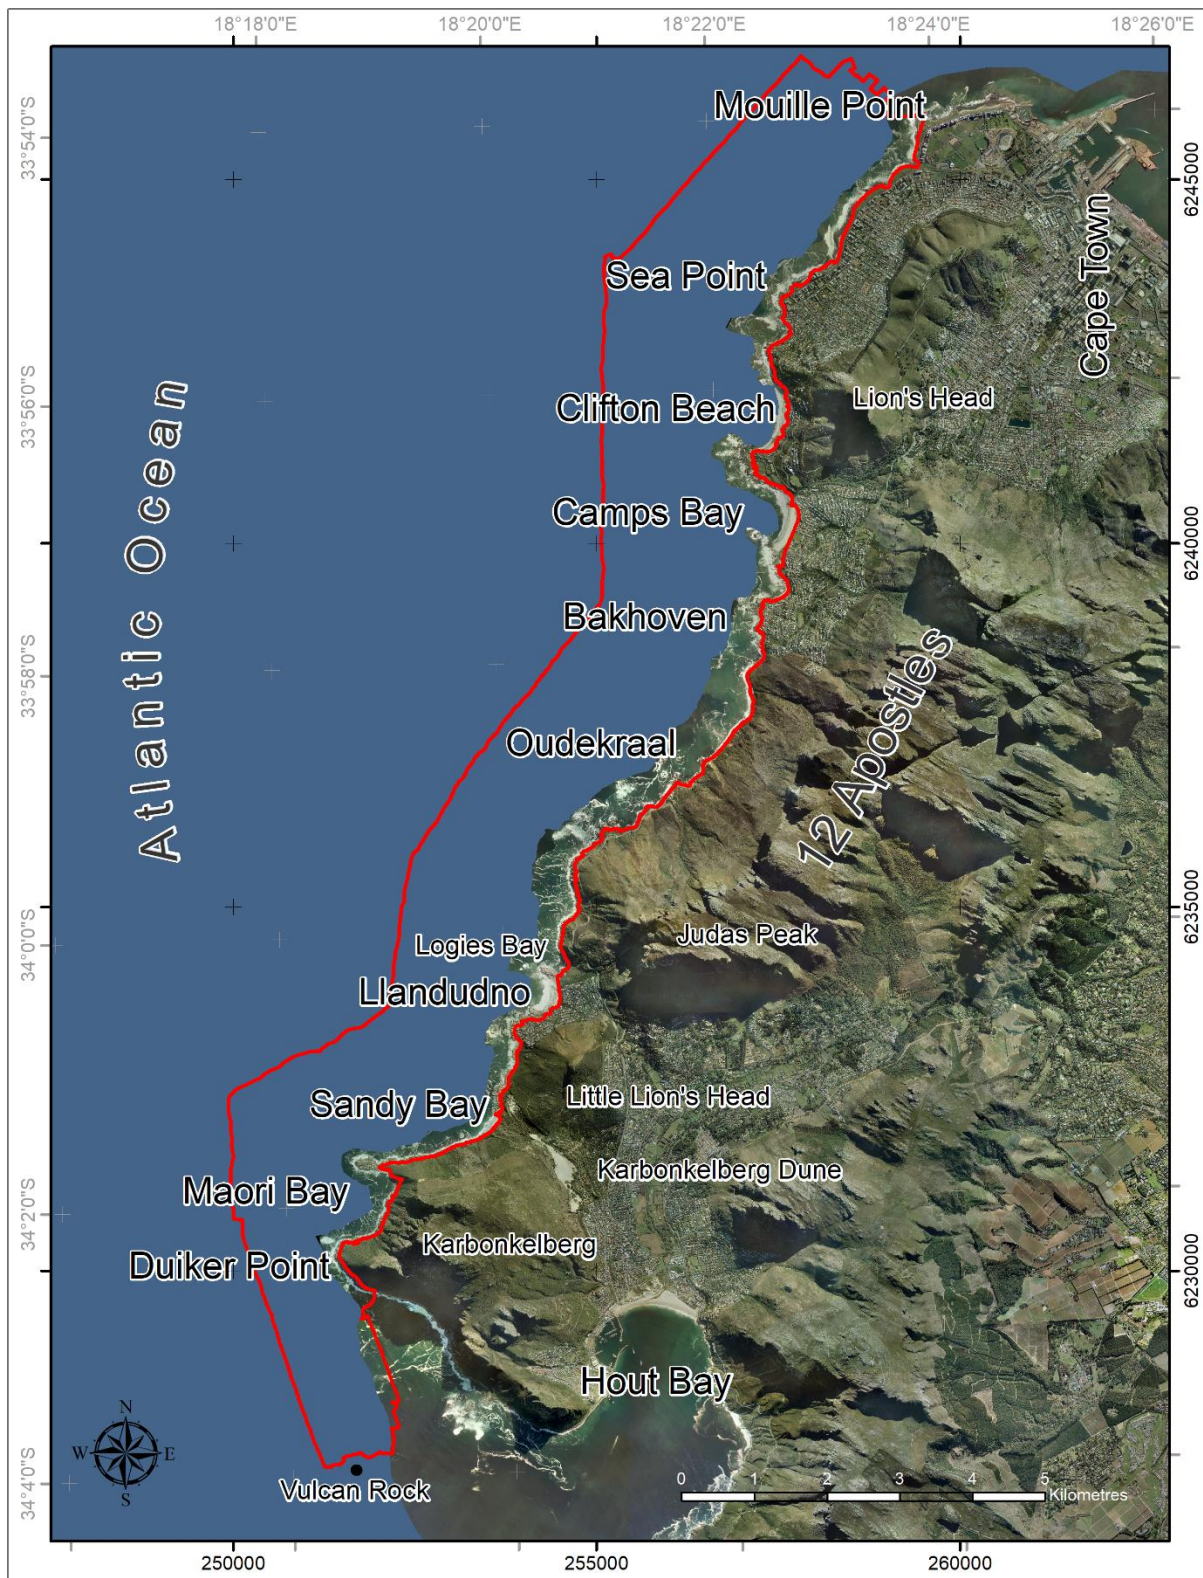 18°18'0"E
18°20'0"E
18°22'0"E
18°24'0"E
18°26'0"E
33°54'0"S
33°56'0"S
33°58'0"S
34°0'0"S
34°2'0"S
34°4'0"S
Mouille Point
Sea Point
Cape Town
Lion's Head
Clifton Beach
Atlantic Ocean
Camps Bay
Bakhoven
12 Apostles
Oudekraal
Judas Peak
Logies Bay
Llandudno
Little Lion's Head
Sandy Bay
Karbonkelberg Dune
Maori Bay
Karbonkelberg
Duiker Point
Hout Bay
Vulcan Rock
N
W E
S
0 1 2 3 4 5
Kilometres
6245000
6240000
6235000
6230000
250000
255000
260000